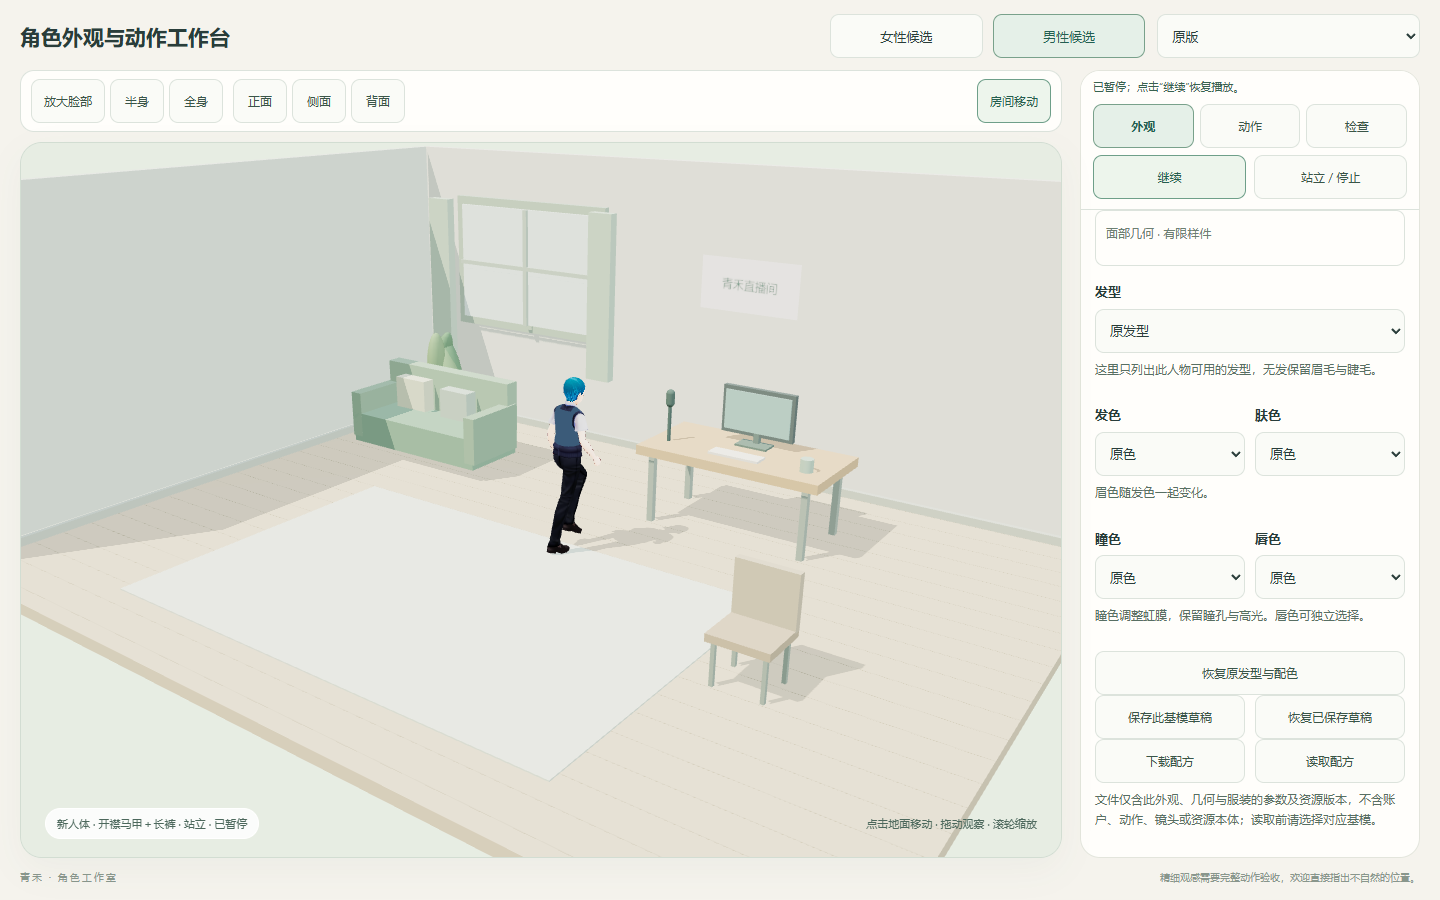 角色外观与动作工作台
女性候选
男性候选
原版
放大脸部
半身
全身
正面
侧面
背面
房间移动
青禾直播间
新人体 · 开襟马甲 + 长裤 · 站立 · 已暂停
点击地面移动 · 拖动观察 · 滚轮缩放
已暂停；点击“继续”恢复播放。
外观
动作
检查
继续
站立 / 停止
面部几何 · 有限样件
发型
原发型
这里只列出此人物可用的发型，无发保留眉毛与睫毛。
发色
肤色
原色
原色
眉色随发色一起变化。
瞳色
唇色
原色
原色
瞳色调整虹膜，保留瞳孔与高光。唇色可独立选择。
恢复原发型与配色
保存此基模草稿
恢复已保存草稿
下载配方
读取配方
文件仅含此外观、几何与服装的参数及资源版本，不含账
户、动作、镜头或资源本体；读取前请选择对应基模。
青禾 · 角色工作室
精细观感需要完整动作验收，欢迎直接指出不自然的位置。